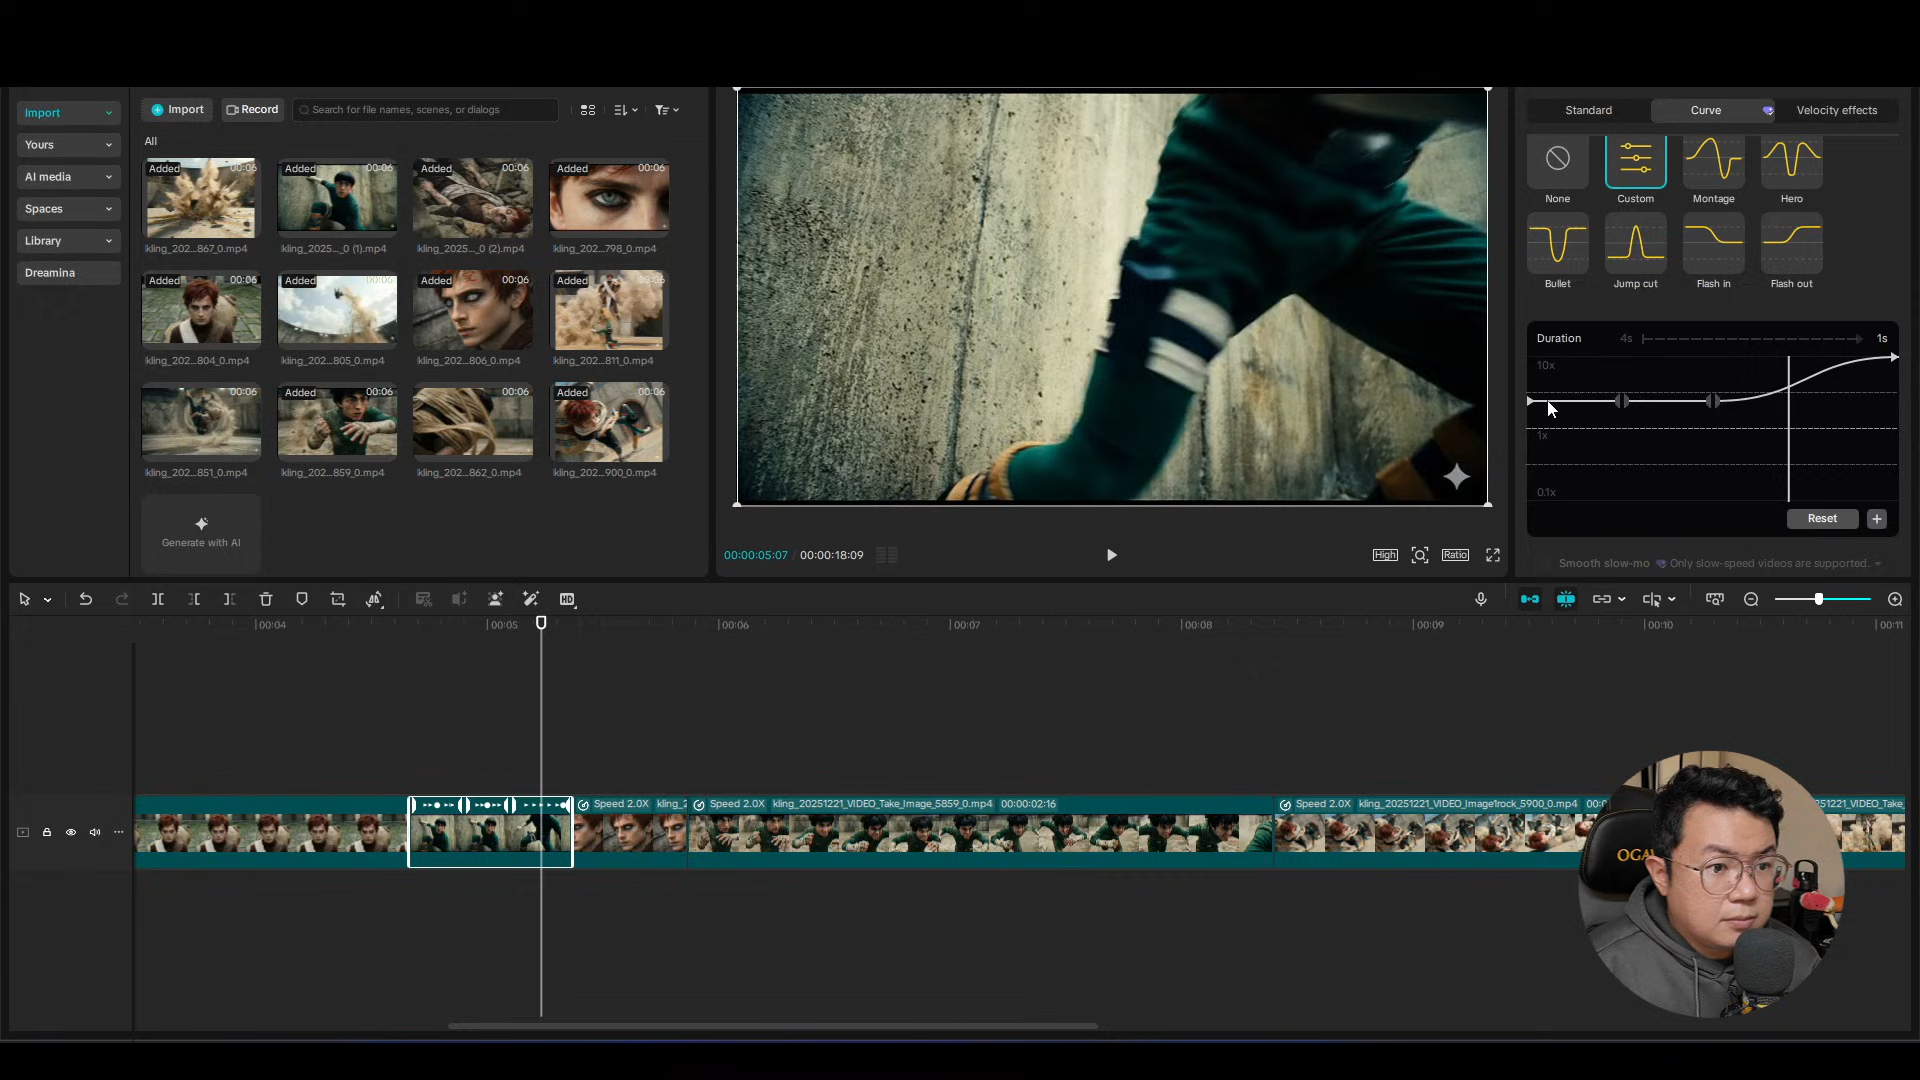 Import
Yours
AI media
Spaces
Library
Dreamina
Import
Record
Search for file names, scenes, or dialogs
All
Added 00:06
Added 00:06
Added 00:06
Added 00:06
kling_202...867_0.mp4
kling_2025..._0 (1).mp4
kling_2025..._0 (2).mp4
kling_202...798_0.mp4
Added 00:06
Added
Added 00:06
Added 00:06
kling_202...804_0.mp4
kling_202...805_0.mp4
kling_202...806_0.mp4
kling_202...811_0.mp4
00:06
Added 00:06
00:06
Added 00:06
kling_202...851_0.mp4
kling_202...859_0.mp4
kling_202...862_0.mp4
kling_202...900_0.mp4
Generate with AI
00:00:05:07 / 00:00:18:09
High
Ratio
Standard
Curve
Velocity effects
None
Custom
Montage
Hero
Bullet
Jump cut
Flash in
Flash out
Duration 4s 1s
10x
1x
0.1x
Reset
Smooth slow-mo Only slow-speed videos are supported.
HD
00:04
00:05
00:06
00:07
00:08
00:09
00:10
00:11
Speed 2.0X kling_2
Speed 2.0X kling_20251221_VIDEO_Take_Image_5859_0.mp4 00:00:02:16
Speed 2.0X kling_20251221_VIDEO_Image1rocK_5900_0.mp4 00:0
251221_VIDEO_Take_